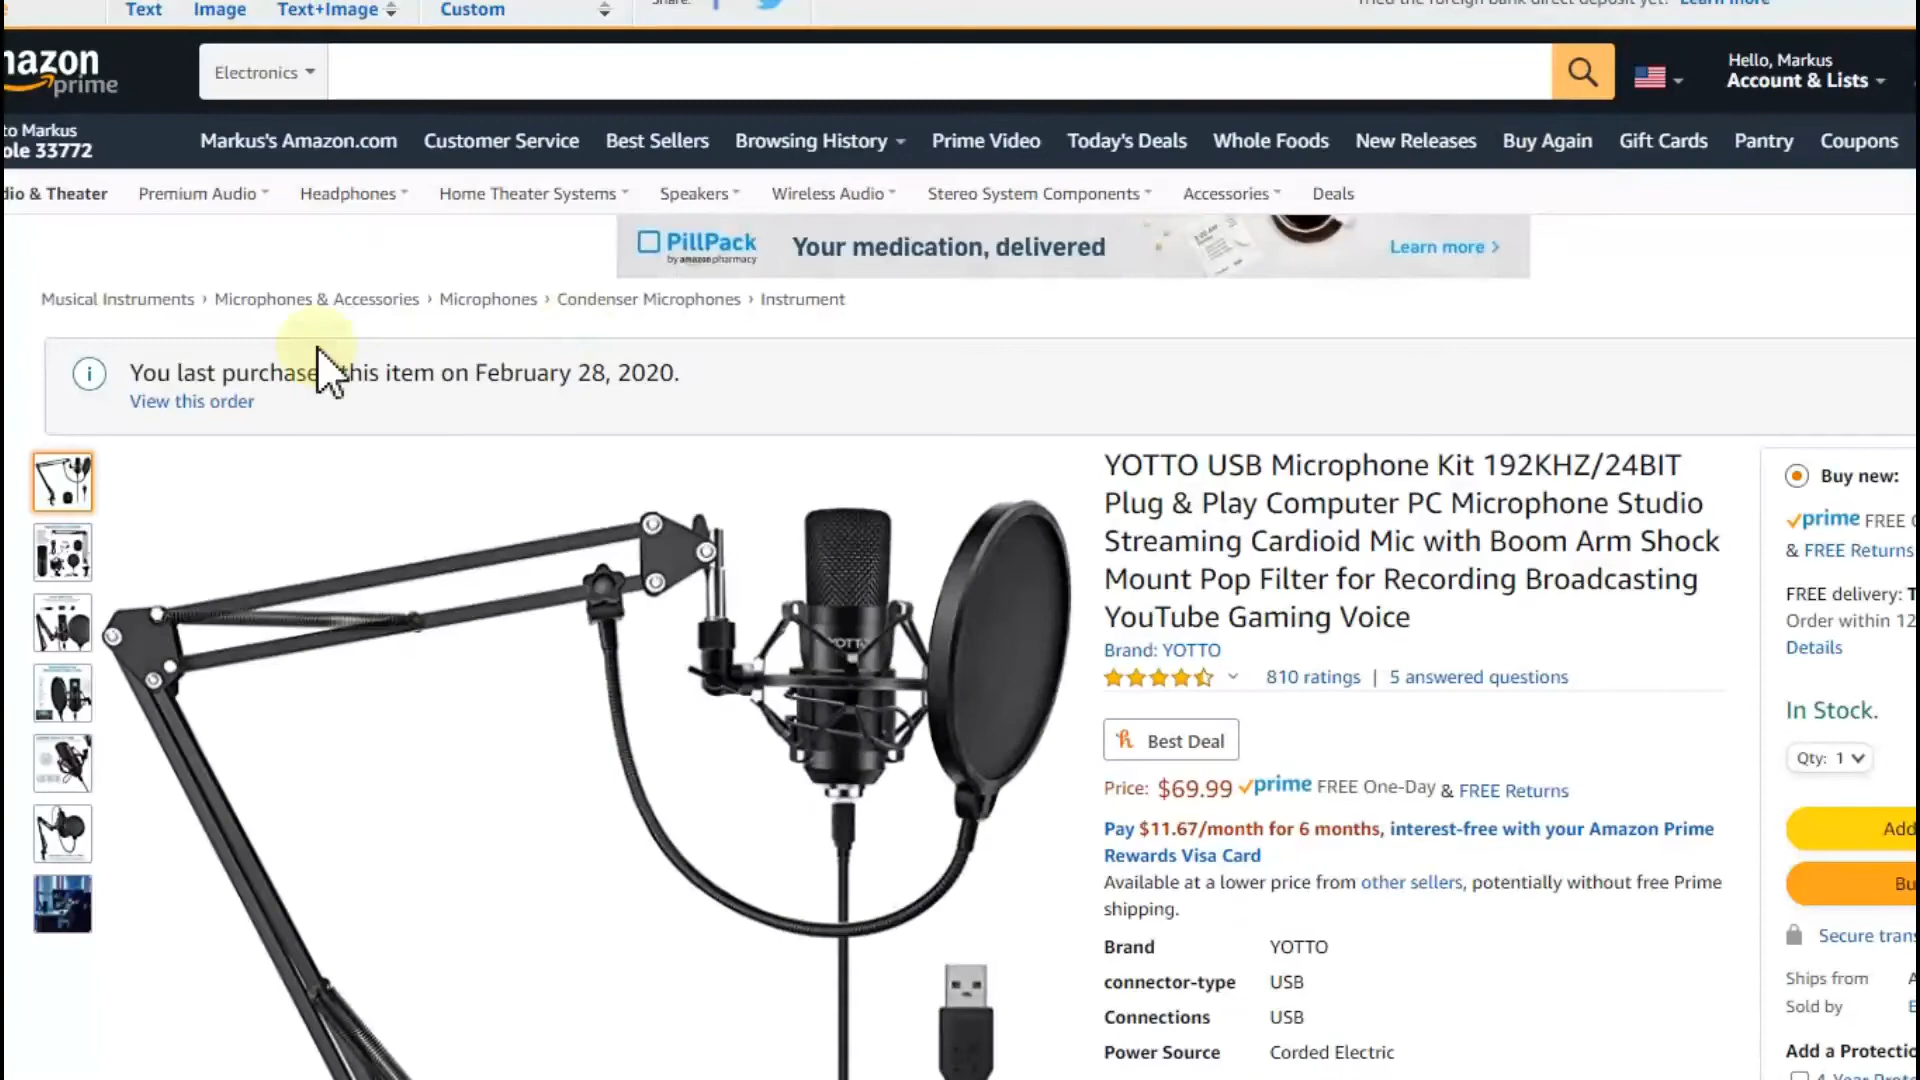 Text Image Text+Image Custom
Learn more
mazon
prime
Electronics
Hello, Markus
Account & Lists
to Markus
ole 33772
Markus's Amazon.com Customer Service Best Sellers Browsing History Prime Video Today's Deals Whole Foods New Releases Buy Again Gift Cards Pantry Coupons
dio & Theater Premium Audio Headphones Home Theater Systems Speakers Wireless Audio Stereo System Components Accessories Deals
PillPack
by amazon pharmacy
Your medication, delivered
Learn more >
Musical Instruments › Microphones & Accessories › Microphones › Condenser Microphones › Instrument
You last purchase this item on February 28, 2020.
View this order
YOTTO USB Microphone Kit 192KHZ/24BIT
Plug & Play Computer PC Microphone Studio
Streaming Cardioid Mic with Boom Arm Shock
Mount Pop Filter for Recording Broadcasting
YouTube Gaming Voice
Brand: YOTTO
810 ratings | 5 answered questions
Best Deal
Price: $69.99 prime FREE One-Day & FREE Returns
Pay $11.67/month for 6 months, interest-free with your Amazon Prime
Rewards Visa Card
Available at a lower price from other sellers, potentially without free Prime
shipping.
Brand YOTTO
connector-type USB
Connections USB
Power Source Corded Electric
Buy new:
prime FREE
& FREE Returns
FREE delivery: T
Order within 12
Details
In Stock.
Qty: 1
Add
Bu
Secure trans
Ships from A
Sold by
Add a Protectio
YOTTO